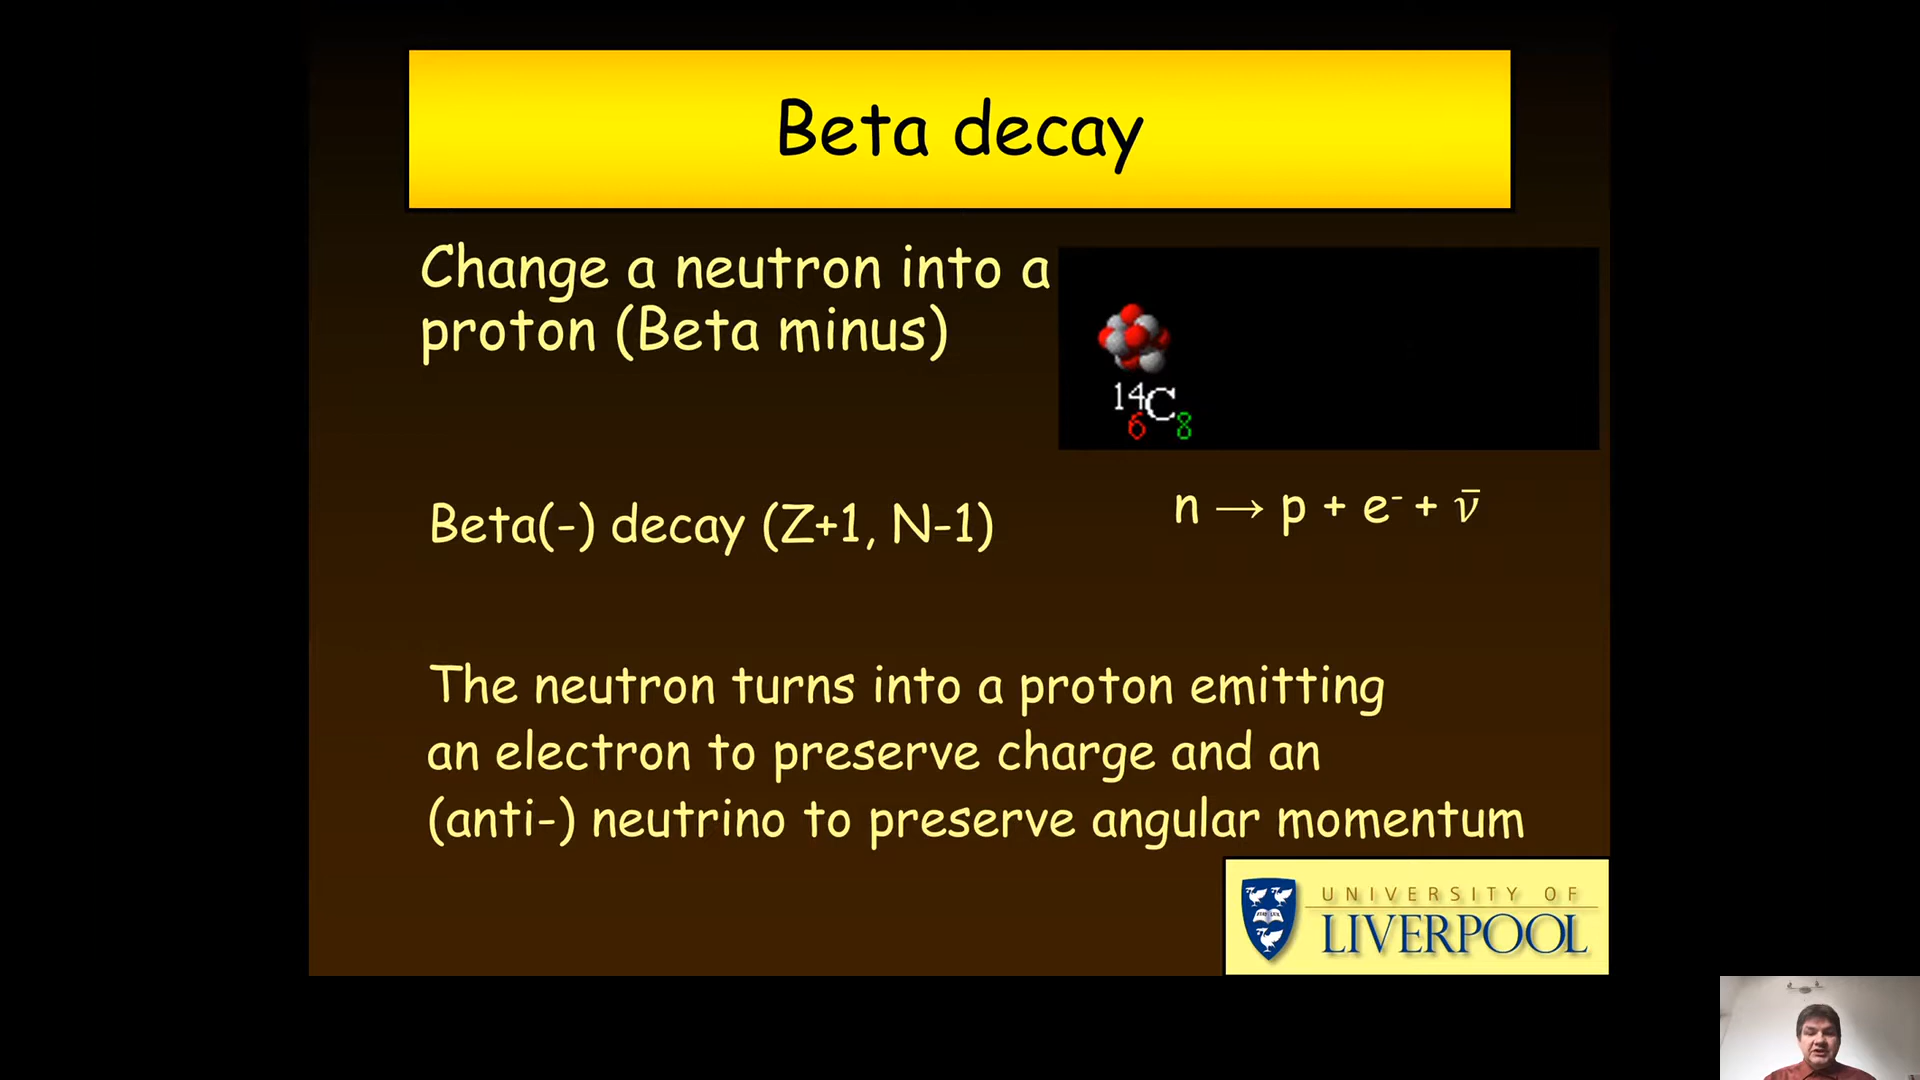 Beta decay
Change a neutron into a
proton (Beta minus)
14C
6 8
Beta(-) decay (Z+1, N-1)
n → p + e⁻ + ν̄
The neutron turns into a proton emitting
an electron to preserve charge and an
(anti-) neutrino to preserve angular momentum
UNIVERSITY OF
LIVERPOOL